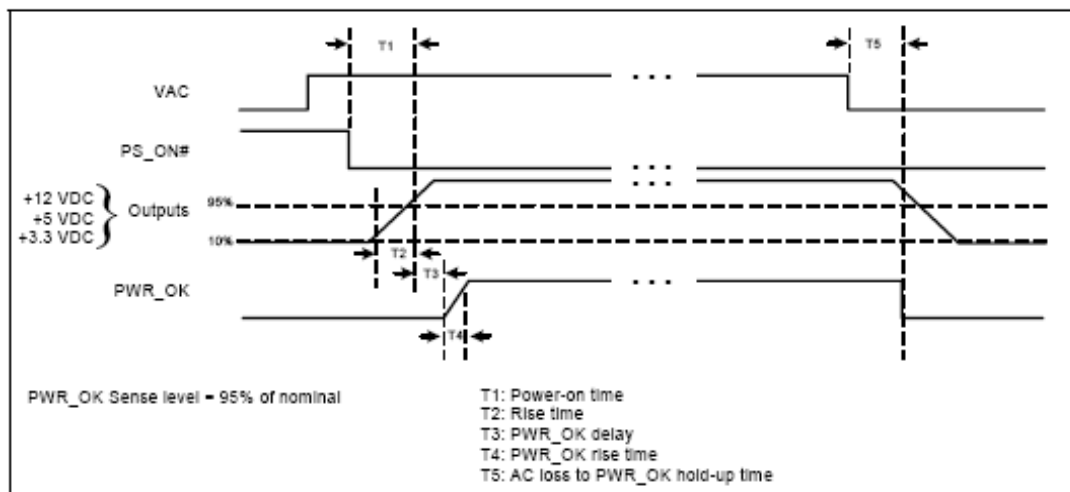 T1
T5
VAC
. . .
PS_ON#
. . .
+12 VDC
+5 VDC
+3.3 VDC
Outputs
95%
. . .
10%
T2
T3
PWR_OK
. . .
T4
PWR_OK Sense level = 95% of nominal
T1: Power-on time
T2: Rise time
T3: PWR_OK delay
T4: PWR_OK rise time
T5: AC loss to PWR_OK hold-up time